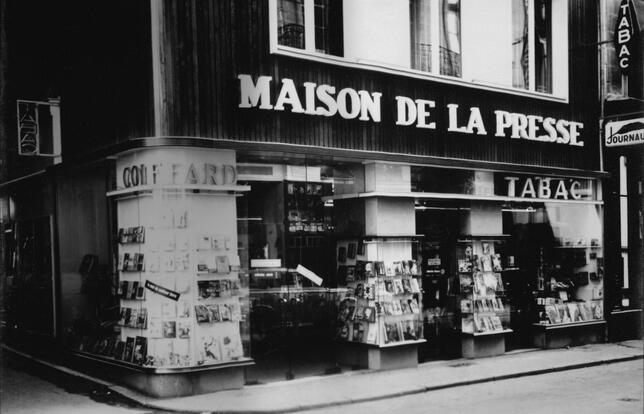 TABAC
MAISON DE LA PRESSE
JOURNAUX
COIFFARD
TABAC